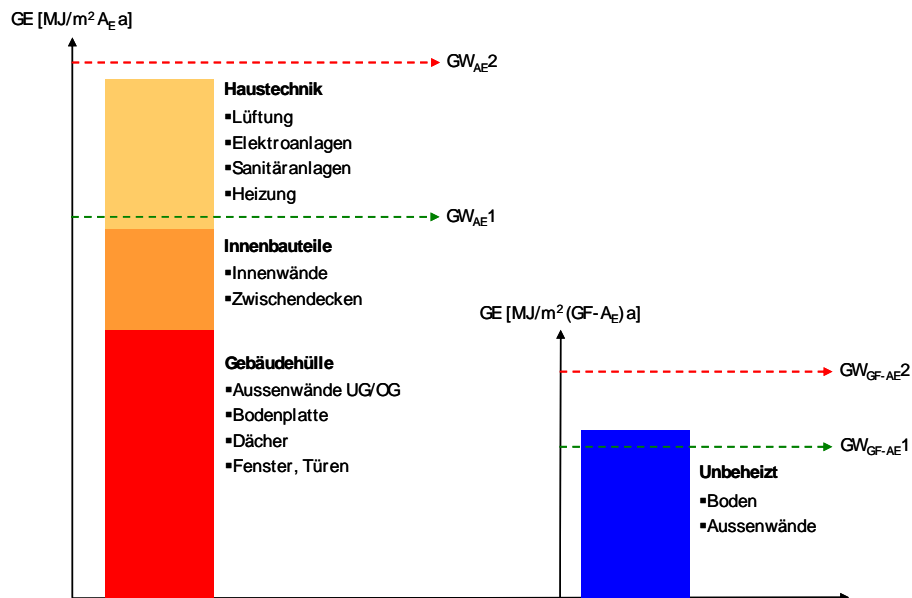 GE [MJ/m² A_E a]
GW_AE2
Haustechnik
▪Lüftung
▪Elektroanlagen
▪Sanitäranlagen
▪Heizung
GW_AE1
Innenbauteile
▪Innenwände
▪Zwischendecken
GE [MJ/m² (GF-A_E) a]
Gebäudehülle
▪Aussenwände UG/OG
▪Bodenplatte
▪Dächer
▪Fenster, Türen
GW_GF-AE2
GW_GF-AE1
Unbeheizt
▪Boden
▪Aussenwände